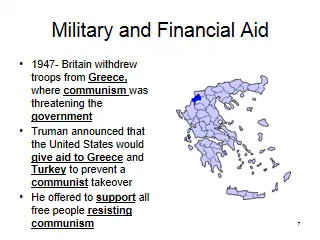 Military and Financial Aid
• 1947- Britain withdrew
troops from Greece,
where communism was
threatening the
government
• Truman announced that
the United States would
give aid to Greece and
Turkey to prevent a
communist takeover
• He offered to support all
free people resisting
communism
7